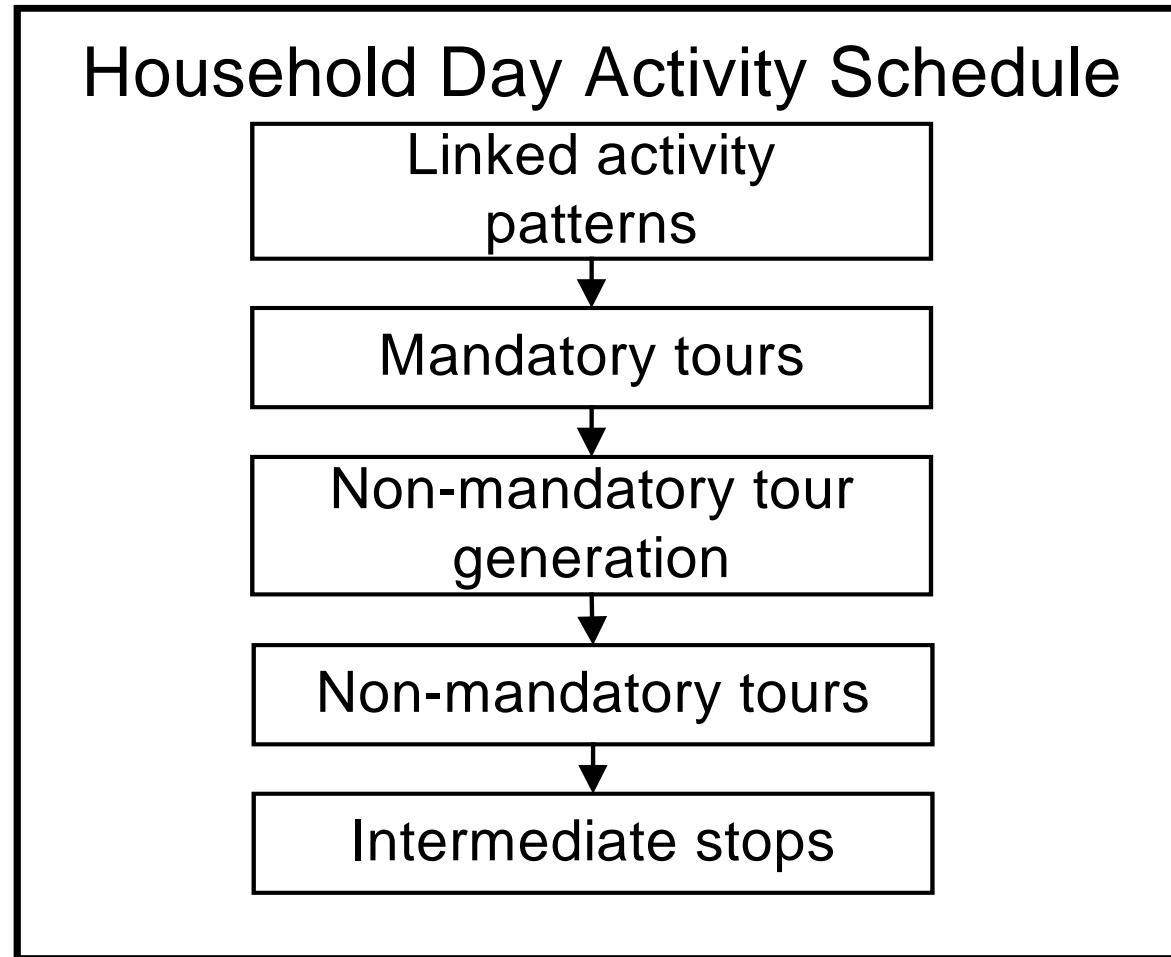 Household Day Activity Schedule
Linked activity
patterns
Mandatory tours
Non-mandatory tour
generation
Non-mandatory tours
Intermediate stops